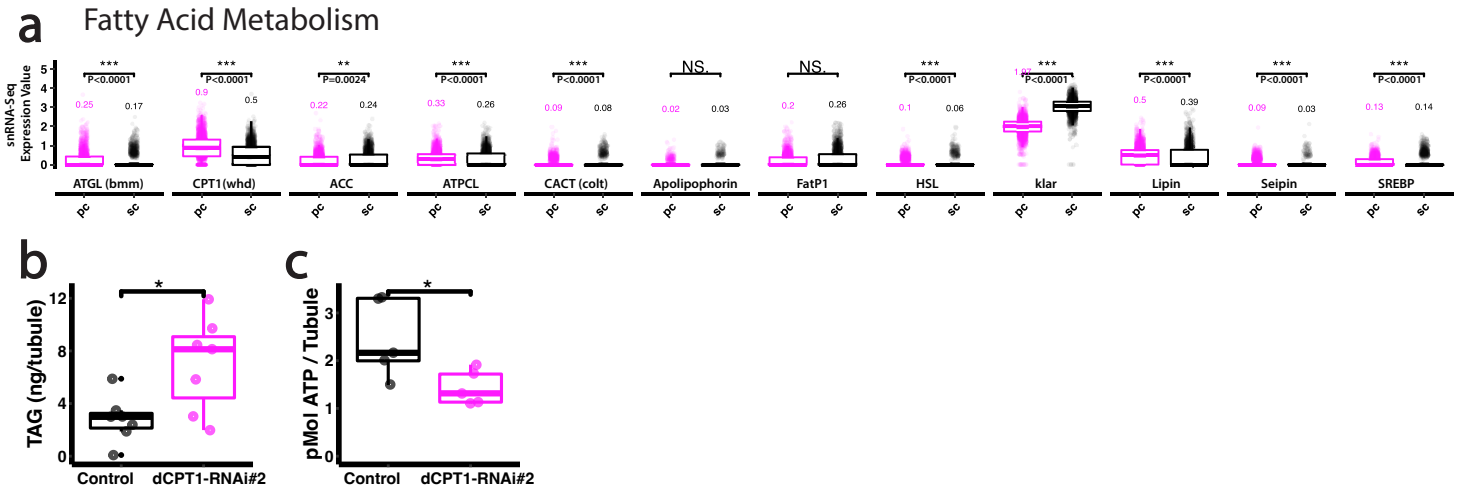 a Fatty Acid Metabolism
snRNA-Seq
Expression Value
5
4
3
2
1
0
*** *** ** *** *** NS. NS. *** *** *** *** ***
P<0.0001 P<0.0001 P=0.0024 P<0.0001 P<0.0001 P<0.0001 P<0.0001 P<0.0001 P<0.0001 P<0.0001
0.25 0.17 0.9 0.5 0.22 0.24 0.33 0.26 0.09 0.08 0.02 0.03 0.2 0.26 0.1 0.06 1.87 3 0.5 0.39 0.09 0.03 0.13 0.14
ATGL (bmm) CPT1(whd) ACC ATPCL CACT (colt) Apolipophorin FatP1 HSL klar Lipin Seipin SREBP
pc sc pc sc pc sc pc sc pc sc pc sc pc sc pc sc pc sc pc sc pc sc pc sc
b
TAG (ng/tubule)
12
8
4
0
*
Control dCPT1-RNAi#2
c
pMol ATP / Tubule
3
2
1
0
*
Control dCPT1-RNAi#2